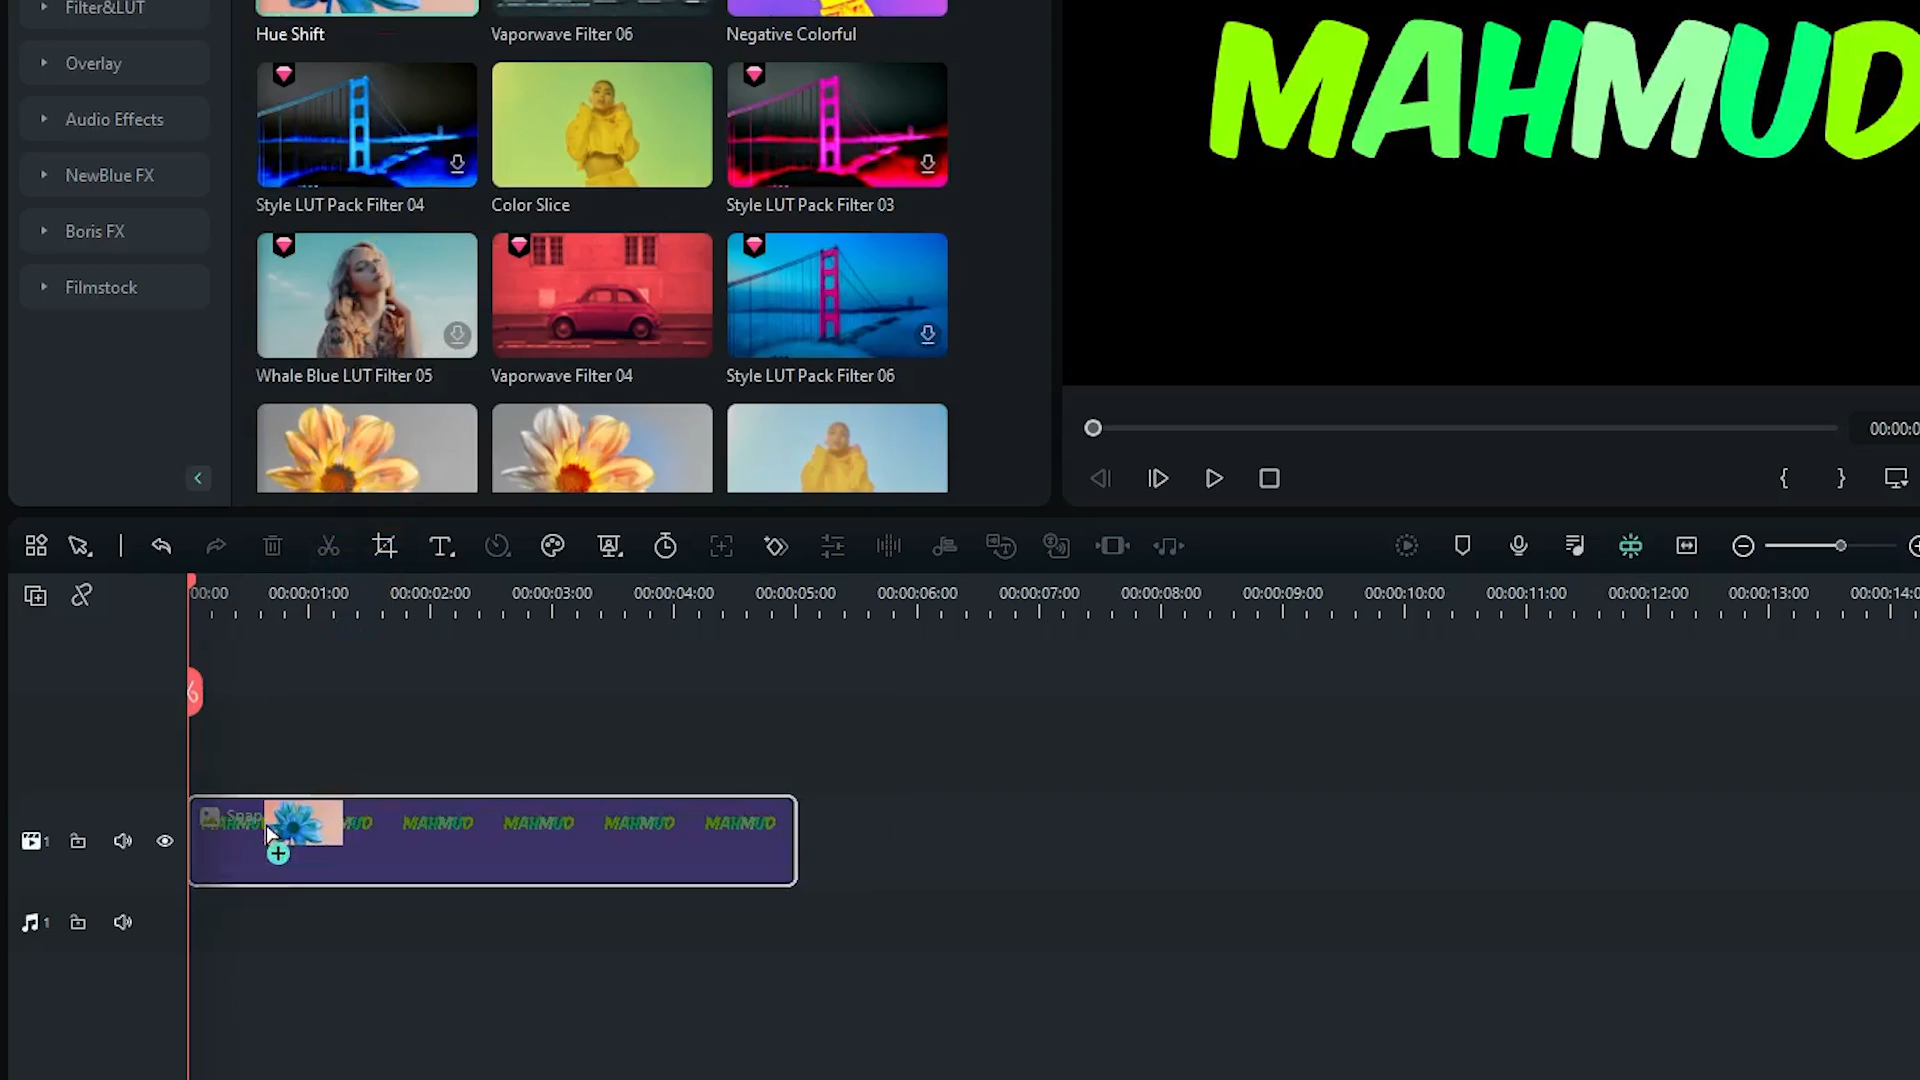 Filter&LUT
Overlay
Audio Effects
NewBlue FX
Boris FX
Filmstock
Hue Shift
Vaporwave Filter 06
Negative Colorful
Style LUT Pack Filter 04
Color Slice
Style LUT Pack Filter 03
Whale Blue LUT Filter 05
Vaporwave Filter 04
Style LUT Pack Filter 06
MAHMUD
00:00:0
00:00
00:00:01:00
00:00:02:00
00:00:03:00
00:00:04:00
00:00:05:00
00:00:06:00
00:00:07:00
00:00:08:00
00:00:09:00
00:00:10:00
00:00:11:00
00:00:12:00
00:00:13:00
00:00:14:0
Snap
MAHMUD MAHMUD MAHMUD MAHMUD
1
1